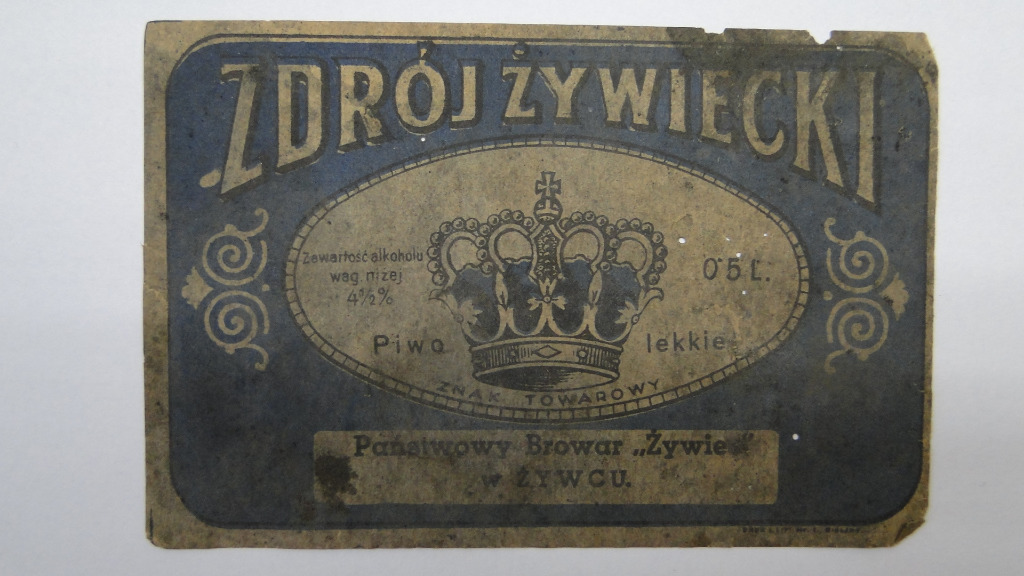 ZDRÓJ ŻYWIECKI
Zawartość alkoholu
wag. niżej
4½%
0'5 L.
Piwo lekkie
ZNAK TOWAROWY
Państwowy Browar „Żywiec”
w ŻYWCU.